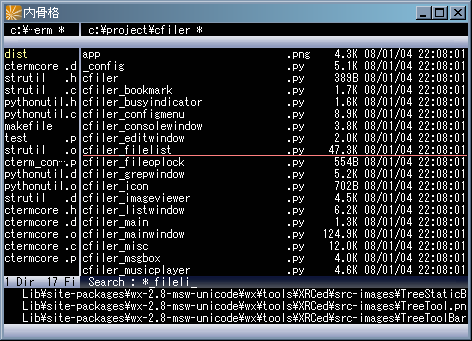 内骨格
c:¥~erm * c:¥project¥cfiler *
dist app .png 4.3K 08/01/04 22:08:01
ctermcore .d _config .py 5.1K 08/01/04 22:08:01
strutil .h cfiler .py 389B 08/01/04 22:08:01
strutil .d cfiler_bookmark .py 1.7K 08/01/04 22:08:01
pythonutil.h cfiler_busyindicator .py 1.6K 08/01/04 22:08:01
ctermcore .c cfiler_configmenu .py 8.9K 08/01/04 22:08:01
makefile cfiler_consolewindow .py 3.8K 08/01/04 22:08:01
test .p cfiler_editwindow .py 2.0K 08/01/04 22:08:01
strutil .o cfiler_filelist .py 47.3K 08/01/04 22:08:01
cterm_con~.p cfiler_fileoplock .py 554B 08/01/04 22:08:01
pythonutil.d cfiler_grepwindow .py 5.2K 08/01/04 22:08:01
pythonutil.o cfiler_icon .py 702B 08/01/04 22:08:01
strutil .d cfiler_imageviewer .py 4.5K 08/01/04 22:08:01
ctermcore .h cfiler_listwindow .py 6.2K 08/01/04 22:08:01
ctermcore .d cfiler_main .py 1.3K 08/01/04 22:08:01
ctermcore .o cfiler_mainwindow .py 124.9K 08/01/04 22:08:01
ctermcore .c cfiler_misc .py 12.0K 08/01/04 22:08:01
ctermcore .p cfiler_msgbox .py 4.0K 08/01/04 22:08:01
cfiler_musicplayer .py 4.6K 08/01/04 22:08:01
1 Dir 17 Fi Search : * fileli_
Lib¥site-packages¥wx-2.8-msw-unicode¥wx¥tools¥XRCed¥src-images¥TreeStaticB
Lib¥site-packages¥wx-2.8-msw-unicode¥wx¥tools¥XRCed¥src-images¥TreeTool.pn
Lib¥site-packages¥wx-2.8-msw-unicode¥wx¥tools¥XRCed¥src-images¥TreeToolBar